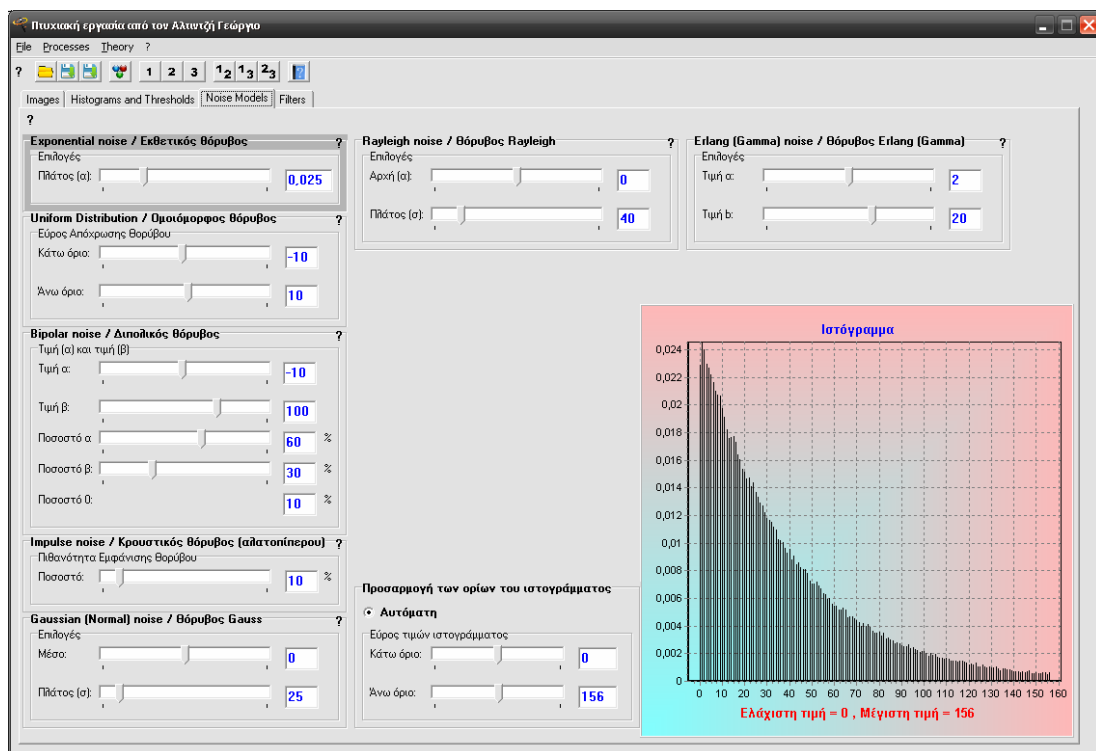 Πτυχιακή εργασία από τον Αλτιντζή Γεώργιο
File Processes Theory ?
? 1 2 3 1 2 1 3 2 3
Images Histograms and Thresholds Noise Models Filters
?
Exponential noise / Εκθετικός θόρυβος ?
Επιλογές
Πλάτος (α): 0,025
Uniform Distribution / Ομοιόμορφος θόρυβος ?
Εύρος Απόχρωσης Θορύβου
Κάτω όριο: -10
Άνω όριο: 10
Bipolar noise / Διπολικός θόρυβος ?
Τιμή (α) και τιμή (β)
Τιμή α: -10
Τιμή β: 100
Ποσοστό α 60 %
Ποσοστό β: 30 %
Ποσοστό 0: 10 %
Impulse noise / Κρουστικός θόρυβος (αλατοπίπερου) ?
Πιθανότητα Εμφάνισης Θορύβου
Ποσοστό: 10 %
Gaussian (Normal) noise / Θόρυβος Gauss ?
Επιλογές
Μέσο: 0
Πλάτος (σ): 25
Rayleigh noise / Θόρυβος Rayleigh ?
Επιλογές
Αρχή (α): 0
Πλάτος (σ): 40
Erlang (Gamma) noise / Θόρυβος Erlang (Gamma) ?
Επιλογές
Τιμή α: 2
Τιμή b: 20
Προσαρμογή των ορίων του ιστογράμματος
Αυτόματη
Εύρος τιμών ιστογράμματος
Κάτω όριο: 0
Άνω όριο: 156
Ιστόγραμμα
0,024
0,022
0,02
0,018
0,016
0,014
0,012
0,01
0,008
0,006
0,004
0,002
0
0 10 20 30 40 50 60 70 80 90 100 110 120 130 140 150 160
Ελάχιστη τιμή = 0 , Μέγιστη τιμή = 156